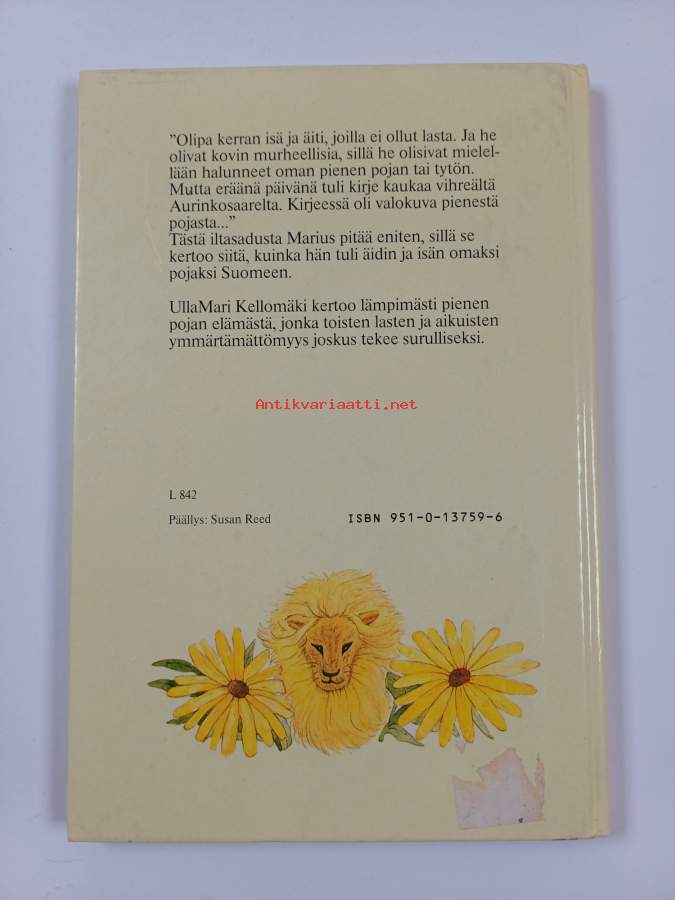 ”Olipa kerran isä ja äiti, joilla ei ollut lasta. Ja he
olivat kovin murheellisia, sillä he olisivat mielel-
lään halunneet oman pienen pojan tai tytön.
Mutta eräänä päivänä tuli kirje kaukaa vihreältä
Aurinkosaarelta. Kirjeessä oli valokuva pienestä
pojasta...”
Tästä iltasadusta Marius pitää eniten, sillä se
kertoo siitä, kuinka hän tuli äidin ja isän omaksi
pojaksi Suomeen.
UllaMari Kellomäki kertoo lämpimästi pienen
pojan elämästä, jonka toisten lasten ja aikuisten
ymmärtämättömyys joskus tekee surulliseksi.
Antikvariaatti.net
L 842
Päällys: Susan Reed ISBN 951-0-13759-6